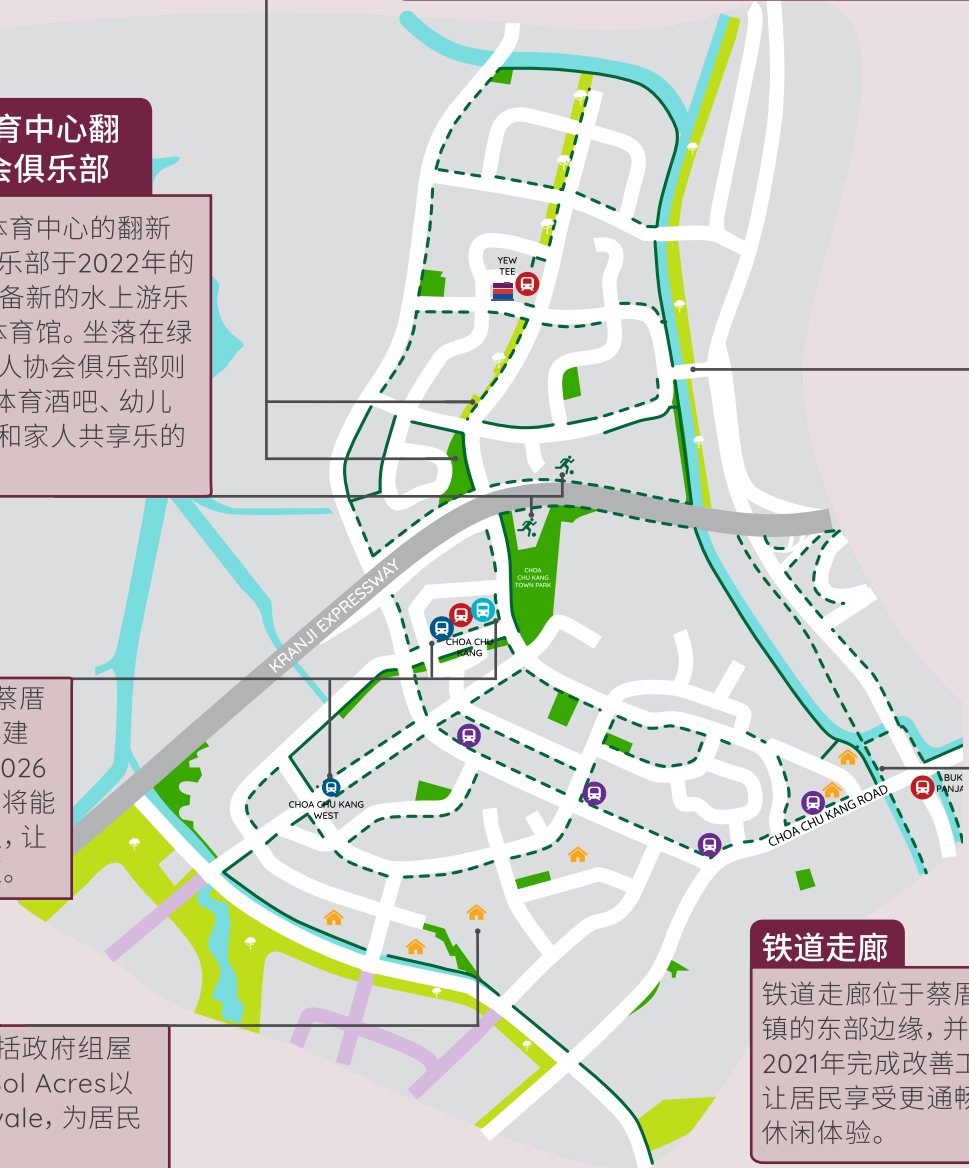 育中心翻
会俱乐部
体育中心的翻新
乐部于2022年的
备新的水上游乐
体育馆。坐落在绿
人协会俱乐部则
体育酒吧、幼儿
和家人共享乐的
YEW
TEE
KRANJI EXPRESSWAY
CHOA
CHU KANG
TOWN PARK
CHOA CHU
KANG
蔡厝
建
026
将能
，让
。
CHOA CHU KANG
WEST
CHOA CHU KANG ROAD
BUK
PANJA
铁道走廊
铁道走廊位于蔡厝
镇的东部边缘，并
2021年完成改善工
让居民享受更通畅
休闲体验。
括政府组屋
Sol Acres以
vale，为居民